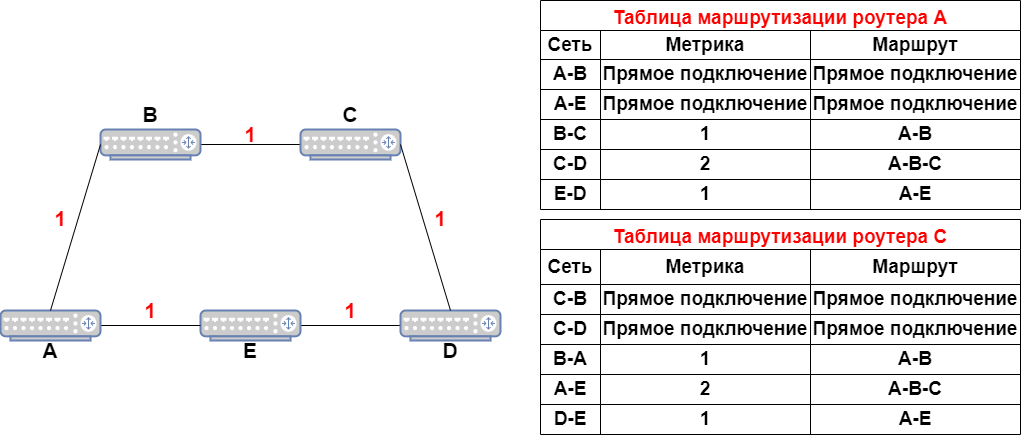 B
C
1
1
1
1
1
A
E
D
Таблица маршрутизации роутера A
Сеть Метрика Маршрут
A-B Прямое подключение Прямое подключение
A-E Прямое подключение Прямое подключение
B-C 1 A-B
C-D 2 A-B-C
E-D 1 A-E
Таблица маршрутизации роутера C
Сеть Метрика Маршрут
C-B Прямое подключение Прямое подключение
C-D Прямое подключение Прямое подключение
B-A 1 A-B
A-E 2 A-B-C
D-E 1 A-E